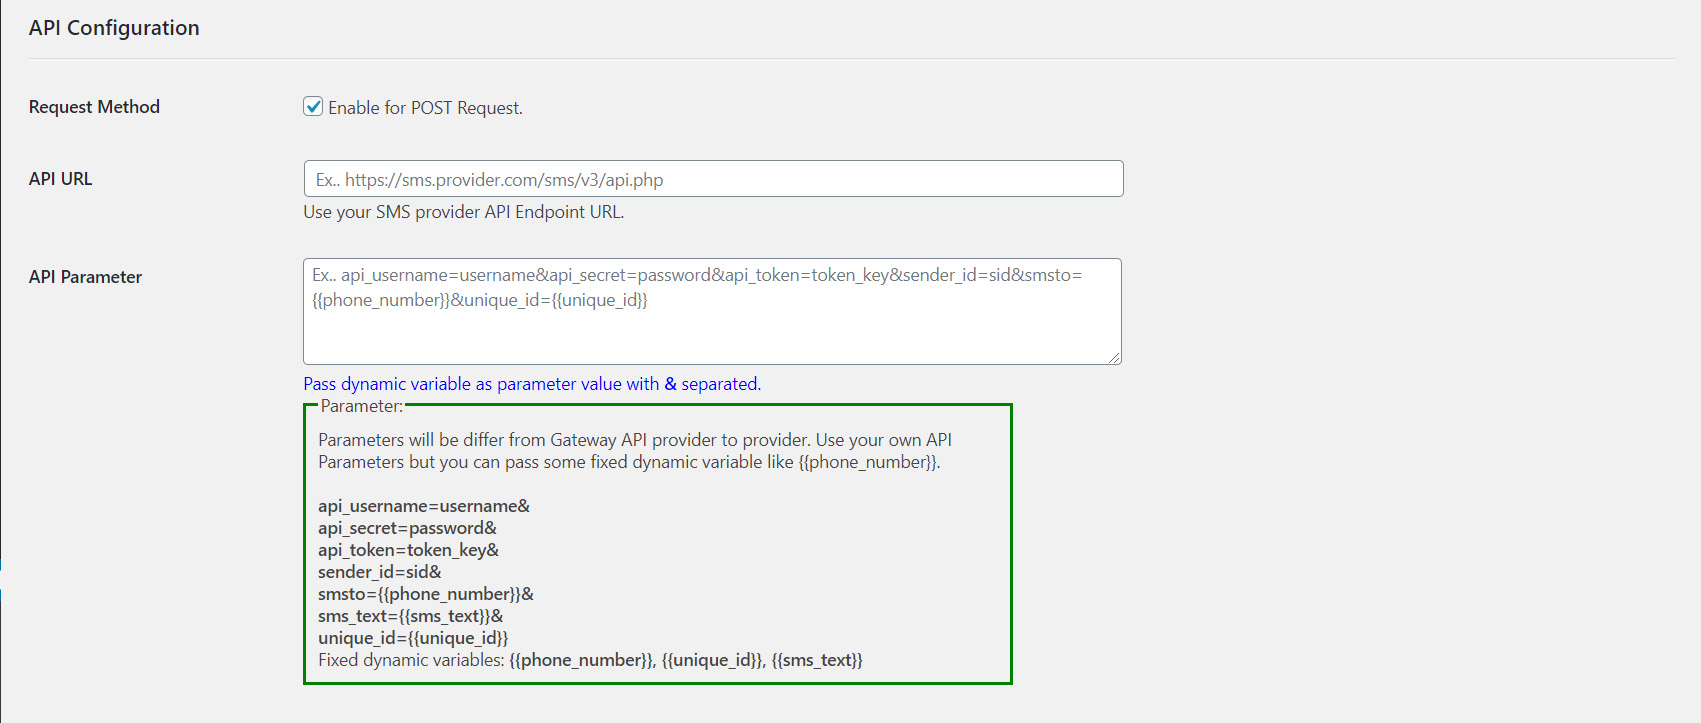 API Configuration
Request Method
Enable for POST Request.
API URL
Ex.. https://sms.provider.com/sms/v3/api.php
Use your SMS provider API Endpoint URL.
API Parameter
Ex.. api_username=username&api_secret=password&api_token=token_key&sender_id=sid&smsto=
{{phone_number}}&unique_id={{unique_id}}
Pass dynamic variable as parameter value with & separated.
Parameter:
Parameters will be differ from Gateway API provider to provider. Use your own API
Parameters but you can pass some fixed dynamic variable like {{phone_number}}.
api_username=username&
api_secret=password&
api_token=token_key&
sender_id=sid&
smsto={{phone_number}}&
sms_text={{sms_text}}&
unique_id={{unique_id}}
Fixed dynamic variables: {{phone_number}}, {{unique_id}}, {{sms_text}}